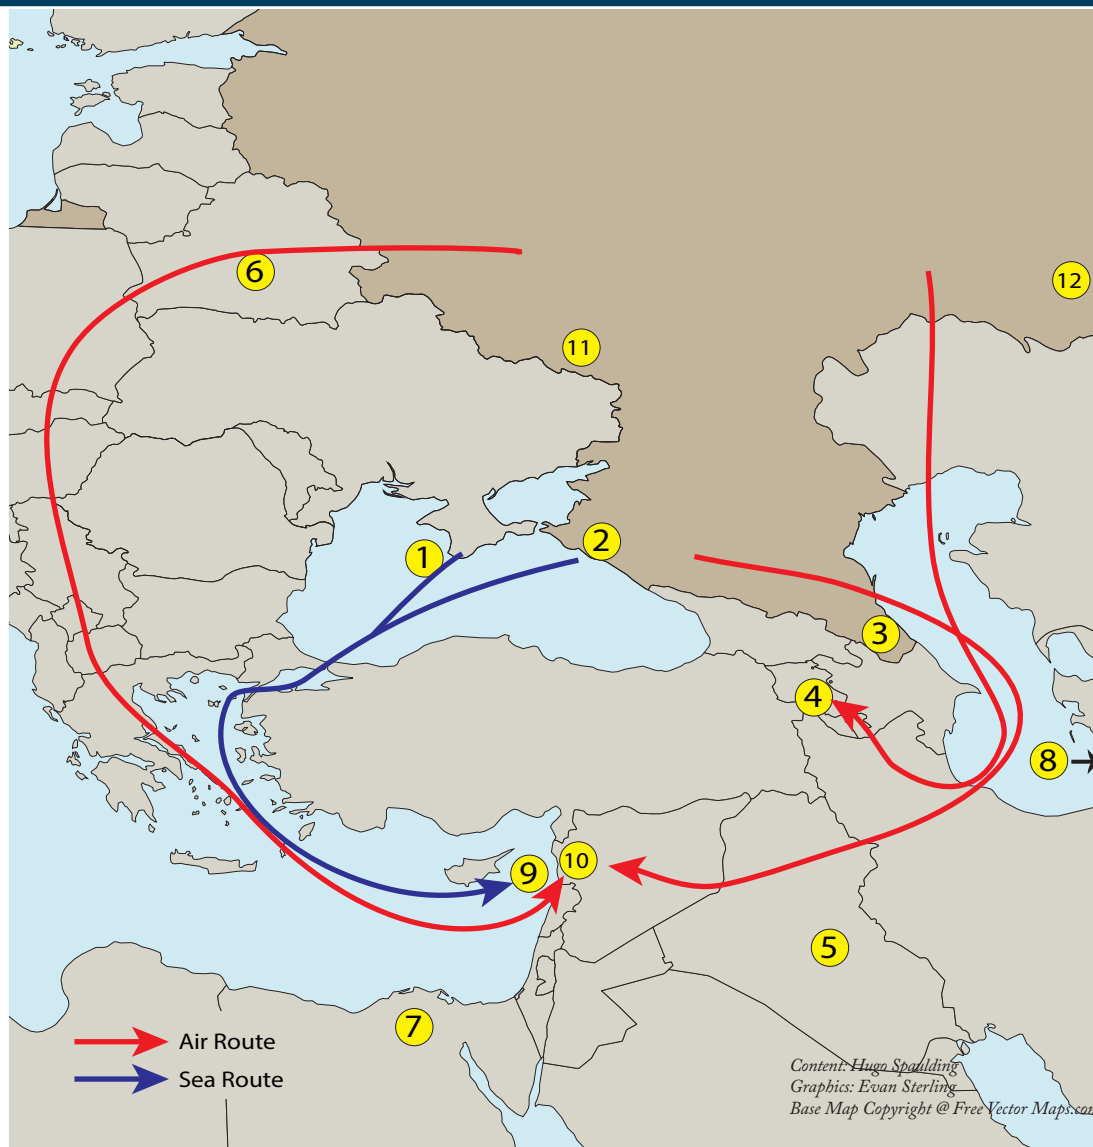 6
12
11
1
2
3
4
8
9
10
5
7
Air Route
Sea Route
Content: Hugo Spaulding
Graphics: Evan Sterling
Base Map Copyright @ Free Vector Maps.com